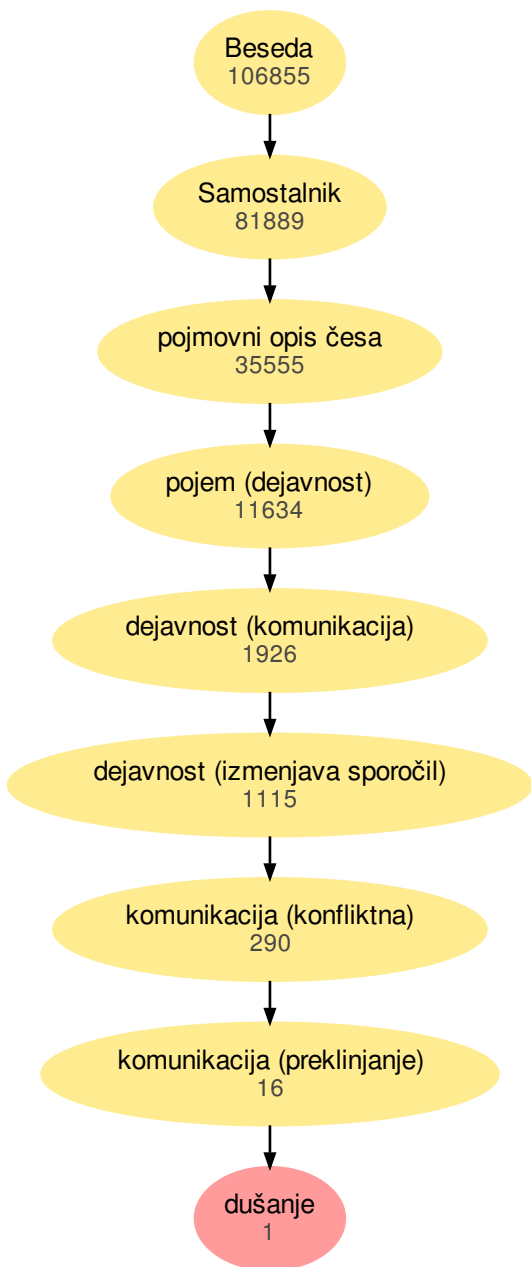 Beseda
106855
Samostalnik
81889
pojmovni opis česa
35555
pojem (dejavnost)
11634
dejavnost (komunikacija)
1926
dejavnost (izmenjava sporočil)
1115
komunikacija (konfliktna)
290
komunikacija (preklinjanje)
16
dušanje
1